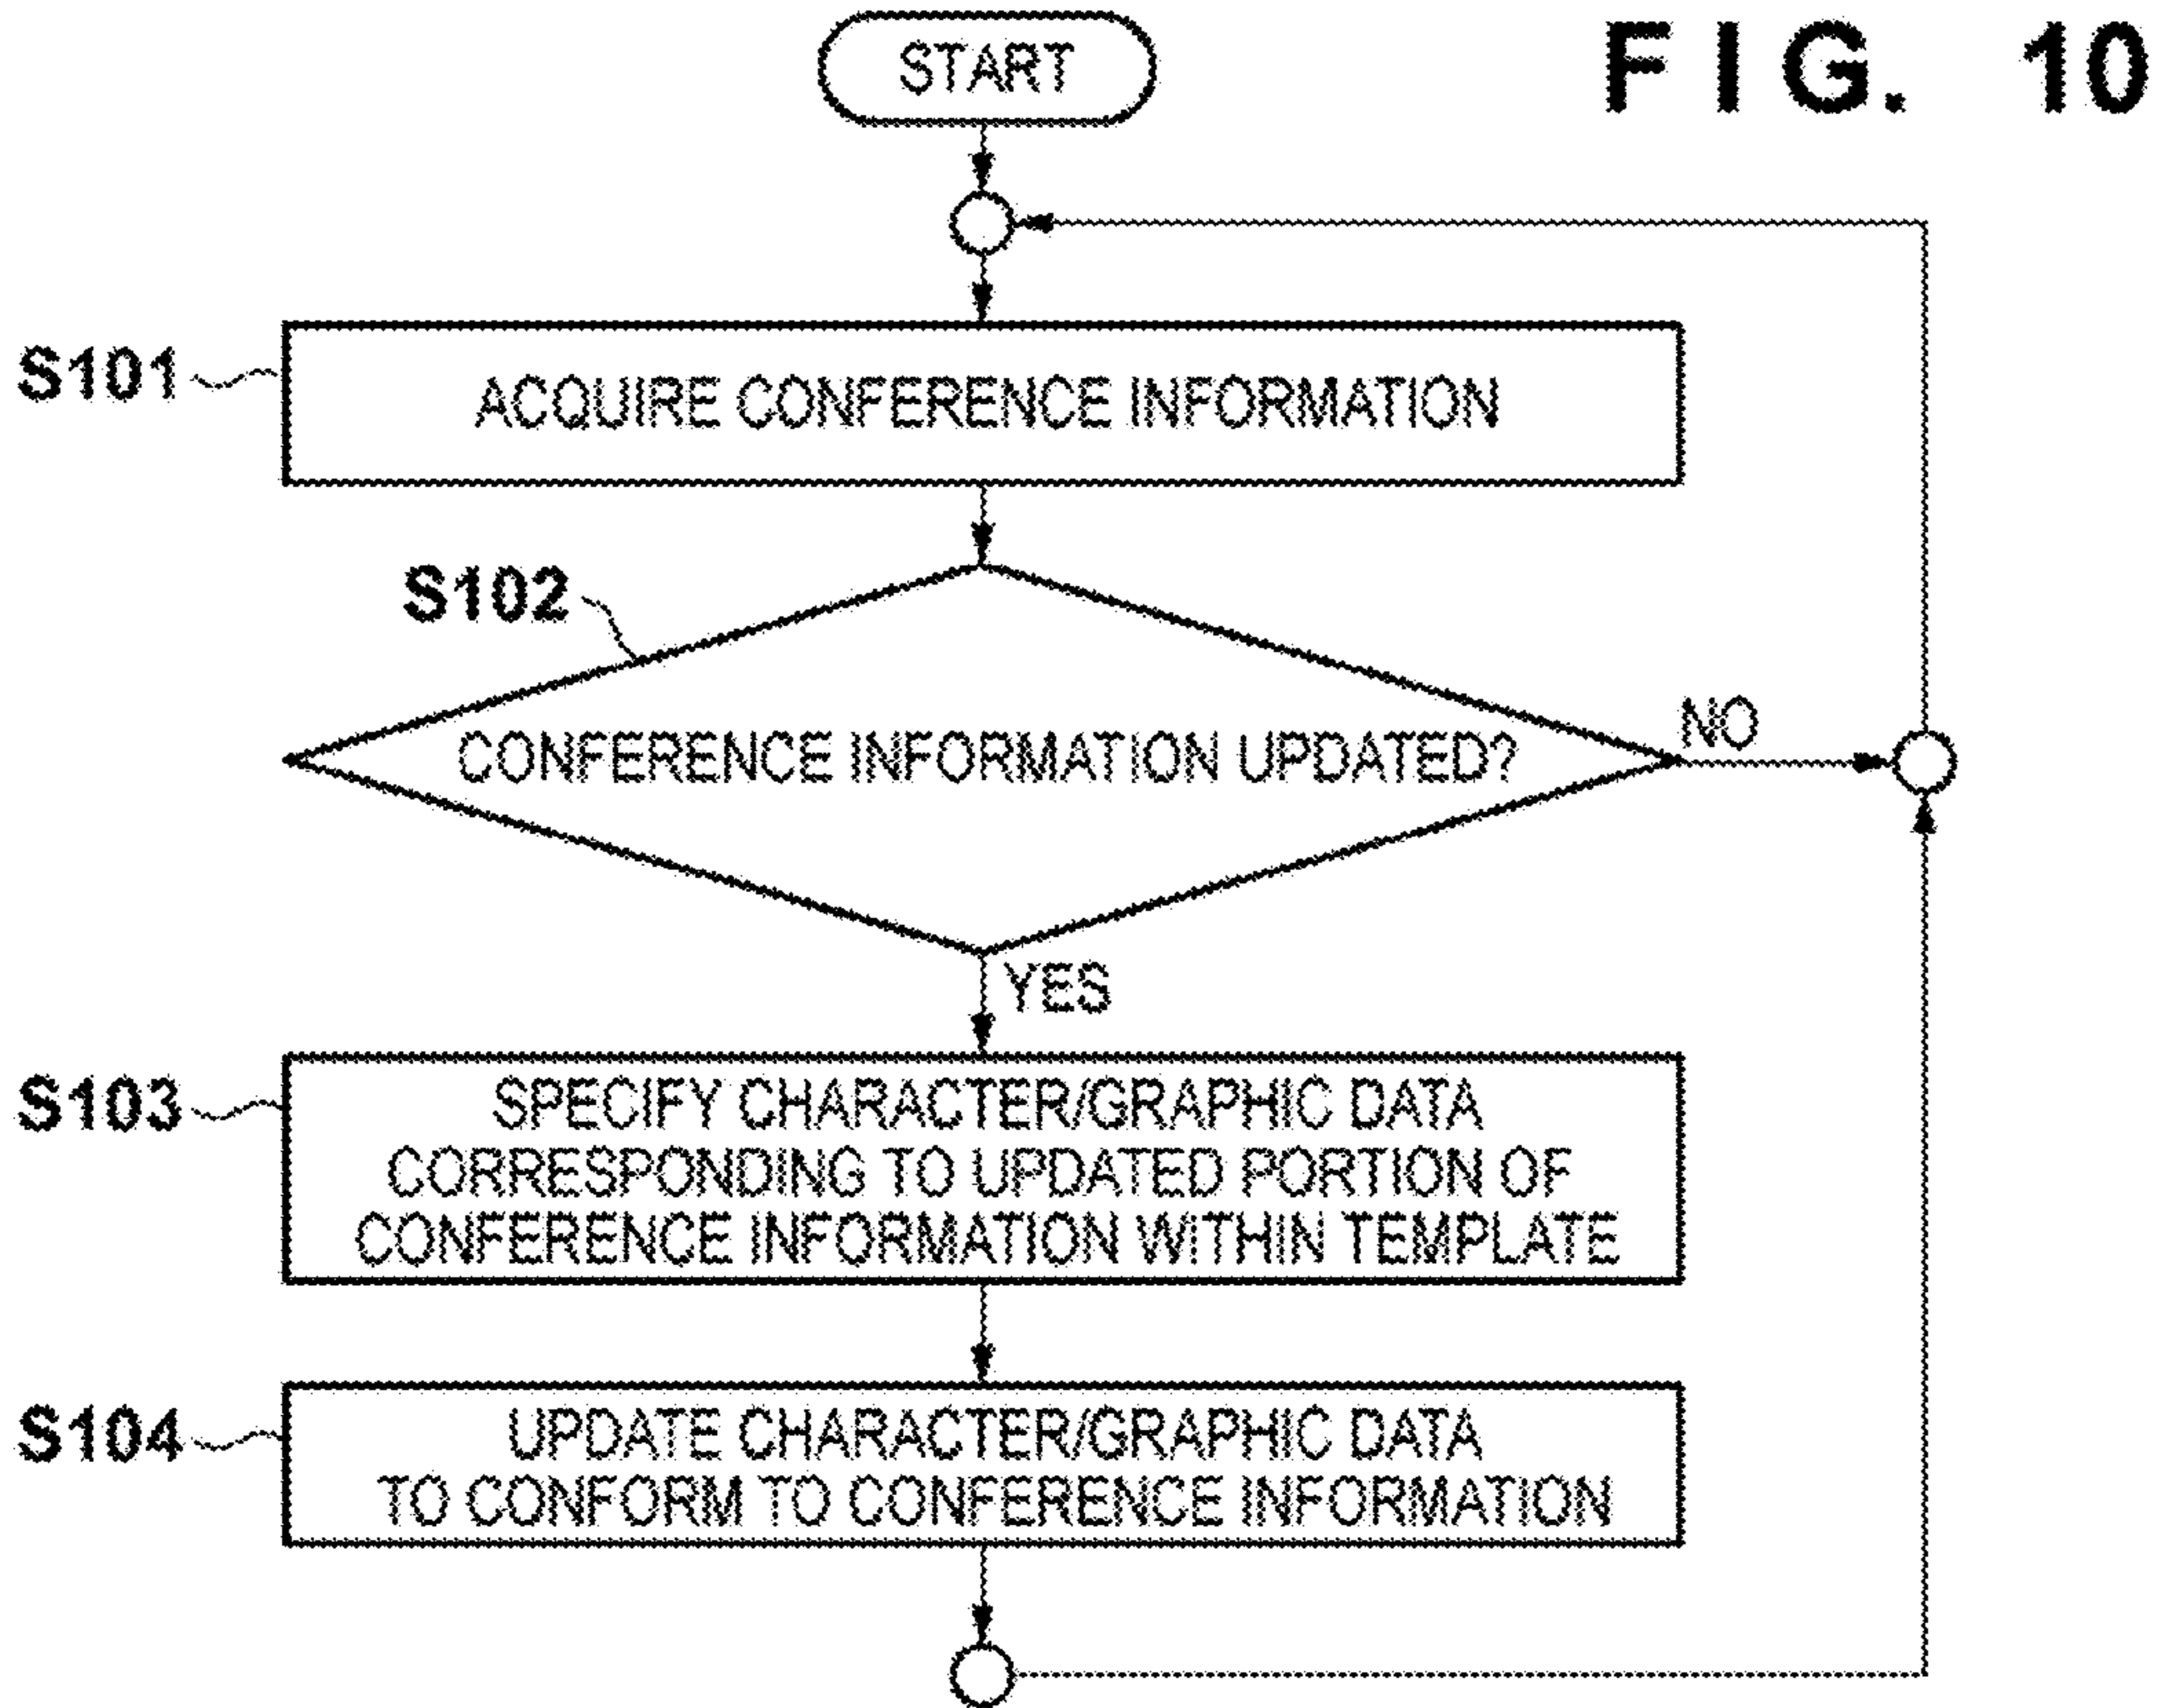 FIG. 10
START
S101
ACQUIRE CONFERENCE INFORMATION
S102
CONFERENCE INFORMATION UPDATED?
NO
YES
S103
SPECIFY CHARACTER/GRAPHIC DATA
CORRESPONDING TO UPDATED PORTION OF
CONFERENCE INFORMATION WITHIN TEMPLATE
S104
UPDATE CHARACTER/GRAPHIC DATA
TO CONFORM TO CONFERENCE INFORMATION